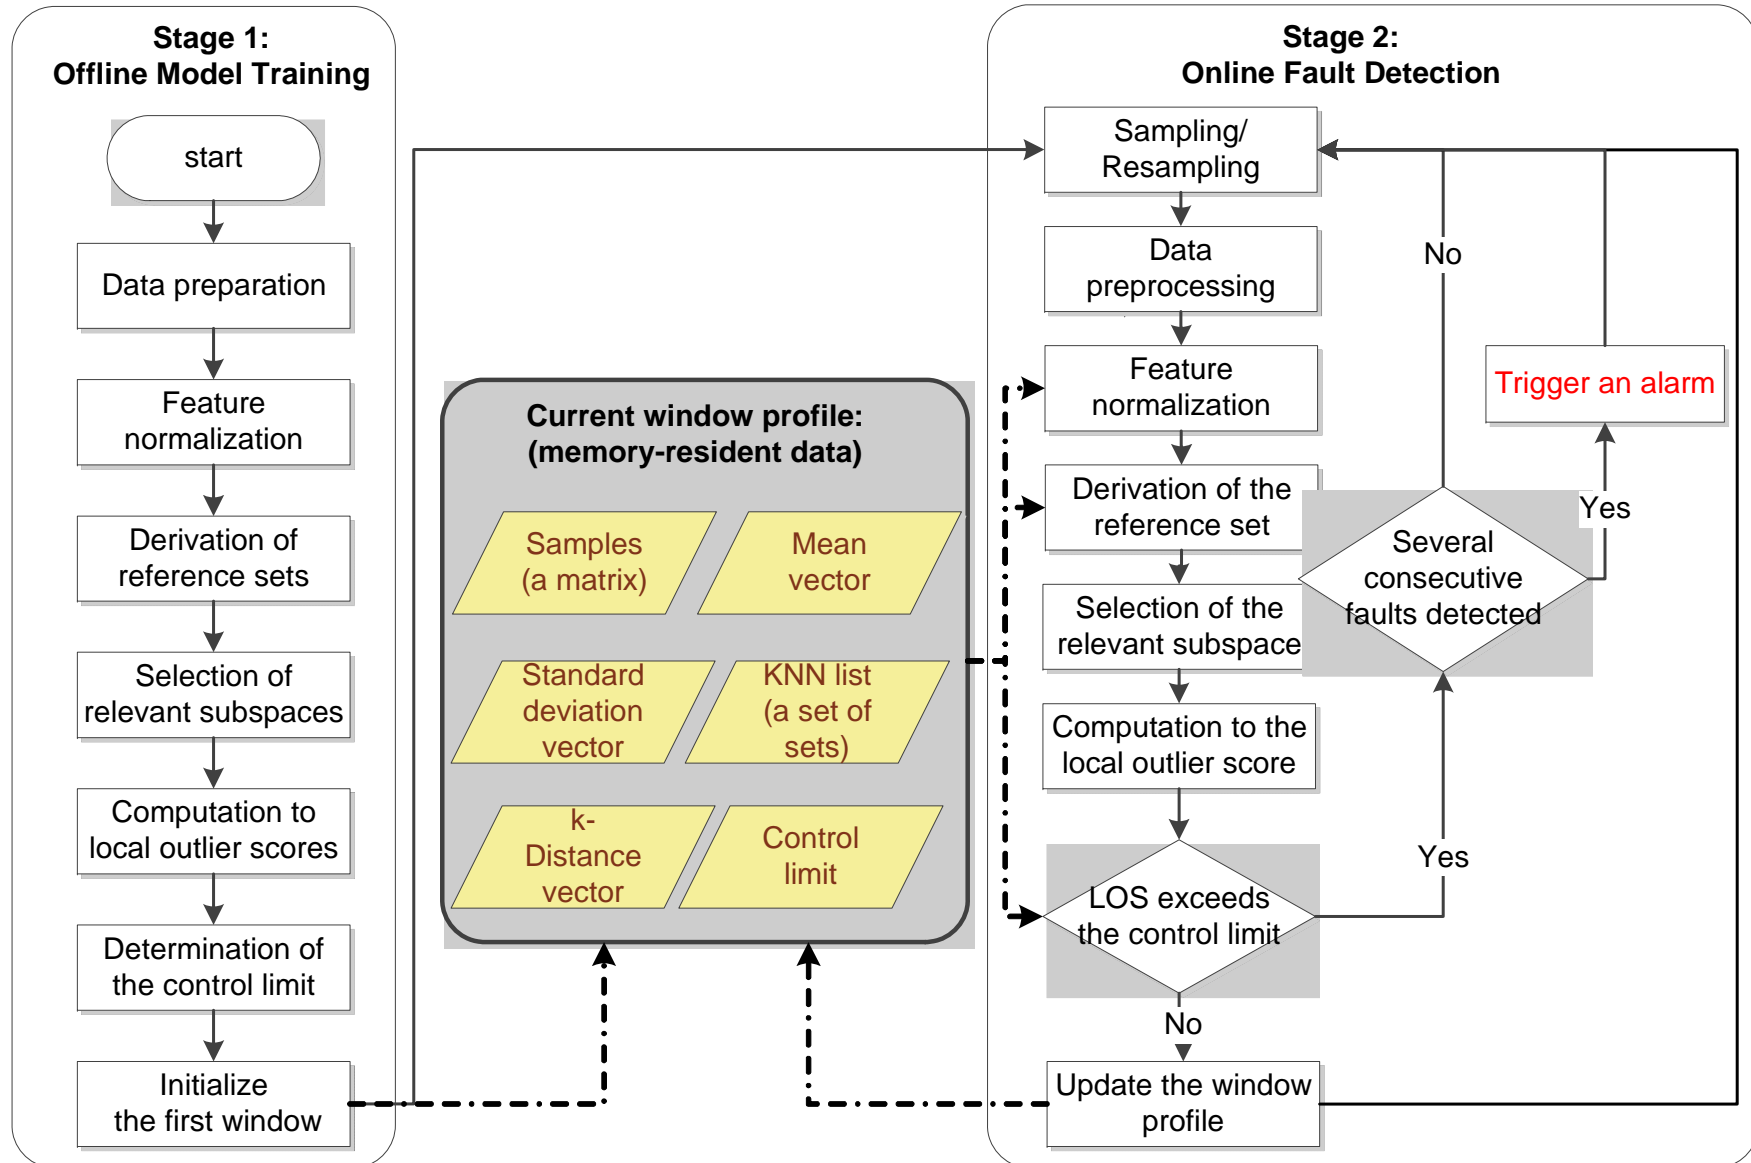 Stage 1:
Offline Model Training
start
Data preparation
Feature
normalization
Derivation of
reference sets
Selection of
relevant subspaces
Computation to
local outlier scores
Determination of
the control limit
Initialize
the first window
Current window profile:
(memory-resident data)
Samples
(a matrix)
Mean
vector
Standard
deviation
vector
KNN list
(a set of
sets)
k-
Distance
vector
Control
limit
Stage 2:
Online Fault Detection
Sampling/
Resampling
Data
preprocessing
Feature
normalization
Derivation of the
reference set
Selection of the
relevant subspace
Computation to the
local outlier score
LOS exceeds
the control limit
No
Update the window
profile
Yes
Several
consecutive
faults detected
No
Yes
Trigger an alarm